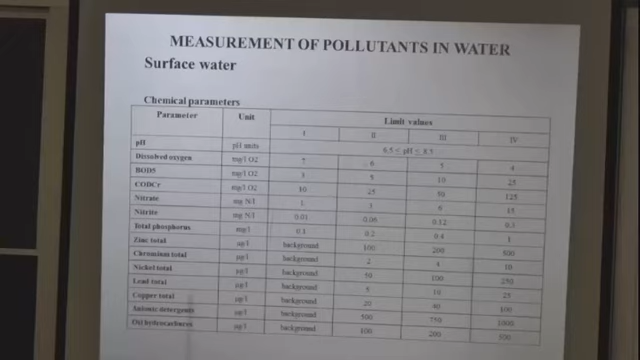 MEASUREMENT OF POLLUTANTS IN WATER
Surface water
Chemical parameters
Parameter Unit Limit values
I II III IV
pH pH units 6.5 < pH < 8.5
Dissolved oxygen mg/l O2 7 6 5 4
BOD5 mg/l O2 3 5 10 25
CODCr mg/l O2 10 25 50 125
Nitrate mg N/l 1 3 6 15
Nitrite mg N/l 0.01 0.06 0.12 0.3
Total phosphorus mg/l 0.1 0.2 0.4 1
Zinc total µg/l background 100 200 500
Chromium total µg/l background 2 4 10
Nickel total µg/l background 50 100 250
Lead total µg/l background 5 10 25
Copper total µg/l background 20 40 100
Anionic detergents µg/l background 500 750 1000
Oil hydrocarbures µg/l background 100 200 500